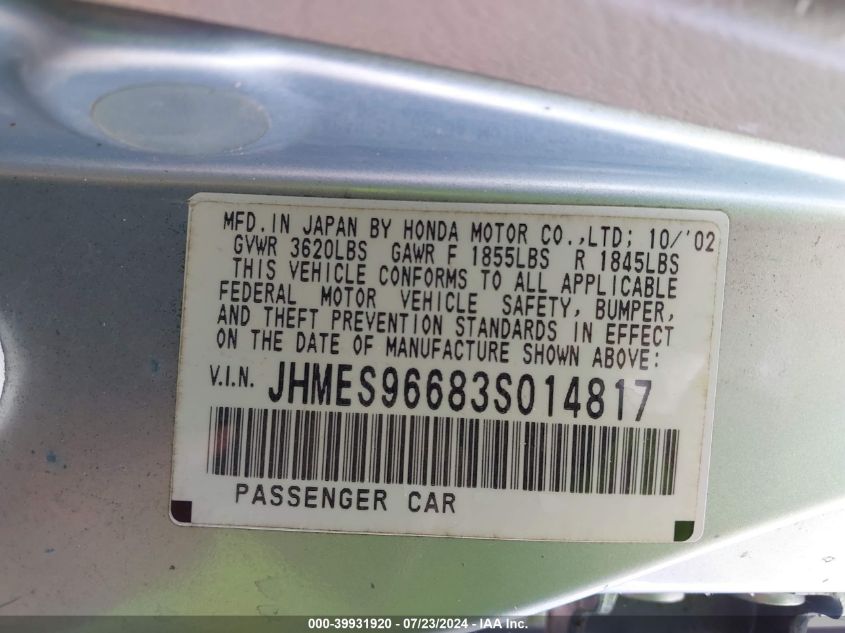 MFD. IN JAPAN BY HONDA MOTOR CO.,LTD; 10/'02
GVWR 3620LBS GAWR F 1855LBS R 1845LBS
THIS VEHICLE CONFORMS TO ALL APPLICABLE
FEDERAL MOTOR VEHICLE SAFETY, BUMPER,
AND THEFT PREVENTION STANDARDS IN EFFECT
ON THE DATE OF MANUFACTURE SHOWN ABOVE:
V.I.N. JHMES96683S014817
PASSENGER CAR
000-39931920 / 07/23/2024 - IAA Inc.